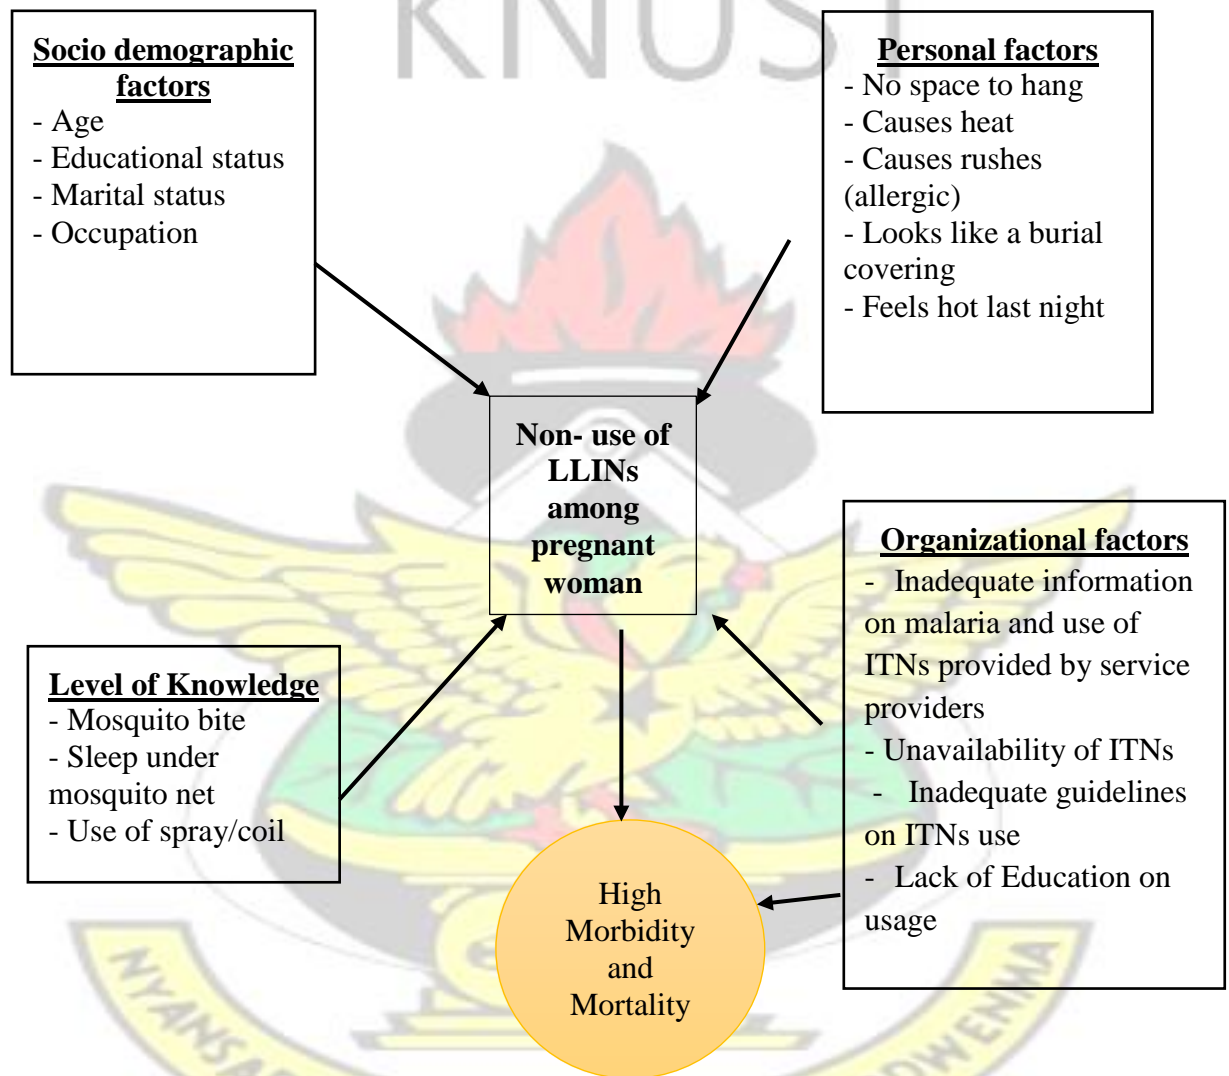 KNUST
Socio demographic
factors
- Age
- Educational status
- Marital status
- Occupation
Personal factors
- No space to hang
- Causes heat
- Causes rushes
(allergic)
- Looks like a burial
covering
- Feels hot last night
Non- use of
LLINs
among
pregnant
woman
Organizational factors
- Inadequate information
on malaria and use of
ITNs provided by service
providers
- Unavailability of ITNs
- Inadequate guidelines
on ITNs use
- Lack of Education on
usage
Level of Knowledge
- Mosquito bite
- Sleep under
mosquito net
- Use of spray/coil
High
Morbidity
and
Mortality